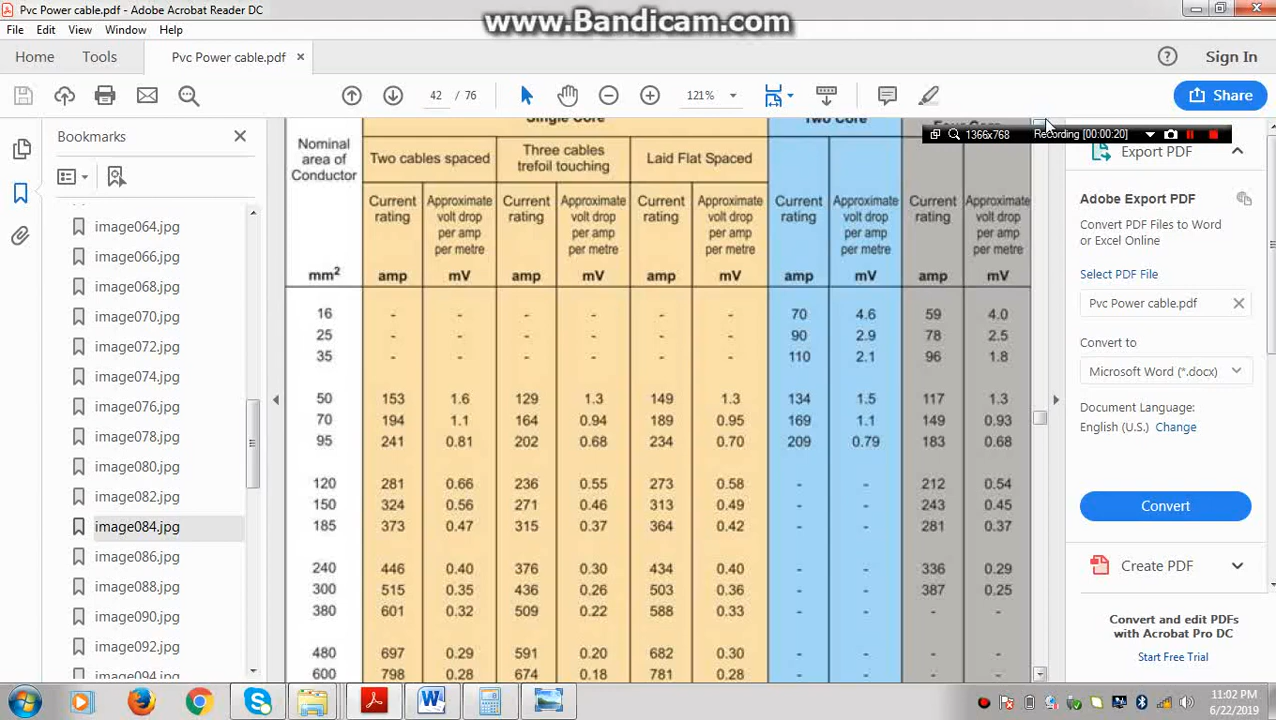 Pvc Power cable.pdf - Adobe Acrobat Reader DC
www.Bandicam.com
File Edit View Window Help
Home Tools Pvc Power cable.pdf × ? Sign In
42 / 76 121% Share
1366x768 Recording [00:00:20]
Bookmarks
image064.jpg
image066.jpg
image068.jpg
image070.jpg
image072.jpg
image074.jpg
image076.jpg
image078.jpg
image080.jpg
image082.jpg
image084.jpg
image086.jpg
image088.jpg
image090.jpg
image092.jpg
image094.jpg
Single Core Two Core Four Core
Nominal area of Conductor
Two cables spaced
Three cables
trefoil touching
Laid Flat Spaced
Current rating Approximate volt drop per amp per metre Current rating Approximate volt drop per amp per metre Current rating Approximate volt drop per amp per metre Current rating Approximate volt drop per amp per metre Current rating Approximate volt drop per amp per metre
mm² amp mV amp mV amp mV amp mV amp mV
16 - - - - - - 70 4.6 59 4.0
25 - - - - - - 90 2.9 78 2.5
35 - - - - - - 110 2.1 96 1.8
50 153 1.6 129 1.3 149 1.3 134 1.5 117 1.3
70 194 1.1 164 0.94 189 0.95 169 1.1 149 0.93
95 241 0.81 202 0.68 234 0.70 209 0.79 183 0.68
120 281 0.66 236 0.55 273 0.58 - - 212 0.54
150 324 0.56 271 0.46 313 0.49 - - 243 0.45
185 373 0.47 315 0.37 364 0.42 - - 281 0.37
240 446 0.40 376 0.30 434 0.40 - - 336 0.29
300 515 0.35 436 0.26 503 0.36 - - 387 0.25
380 601 0.32 509 0.22 588 0.33 - - - -
480 697 0.29 591 0.20 682 0.30 - - - -
600 798 0.28 674 0.18 781 0.28 - - - -
Export PDF
Adobe Export PDF
Convert PDF Files to Word
or Excel Online
Select PDF File
Pvc Power cable.pdf ×
Convert to
Microsoft Word (*.docx)
Document Language:
English (U.S.) Change
Convert
Create PDF
Convert and edit PDFs
with Acrobat Pro DC
Start Free Trial
11:02 PM
6/22/2019